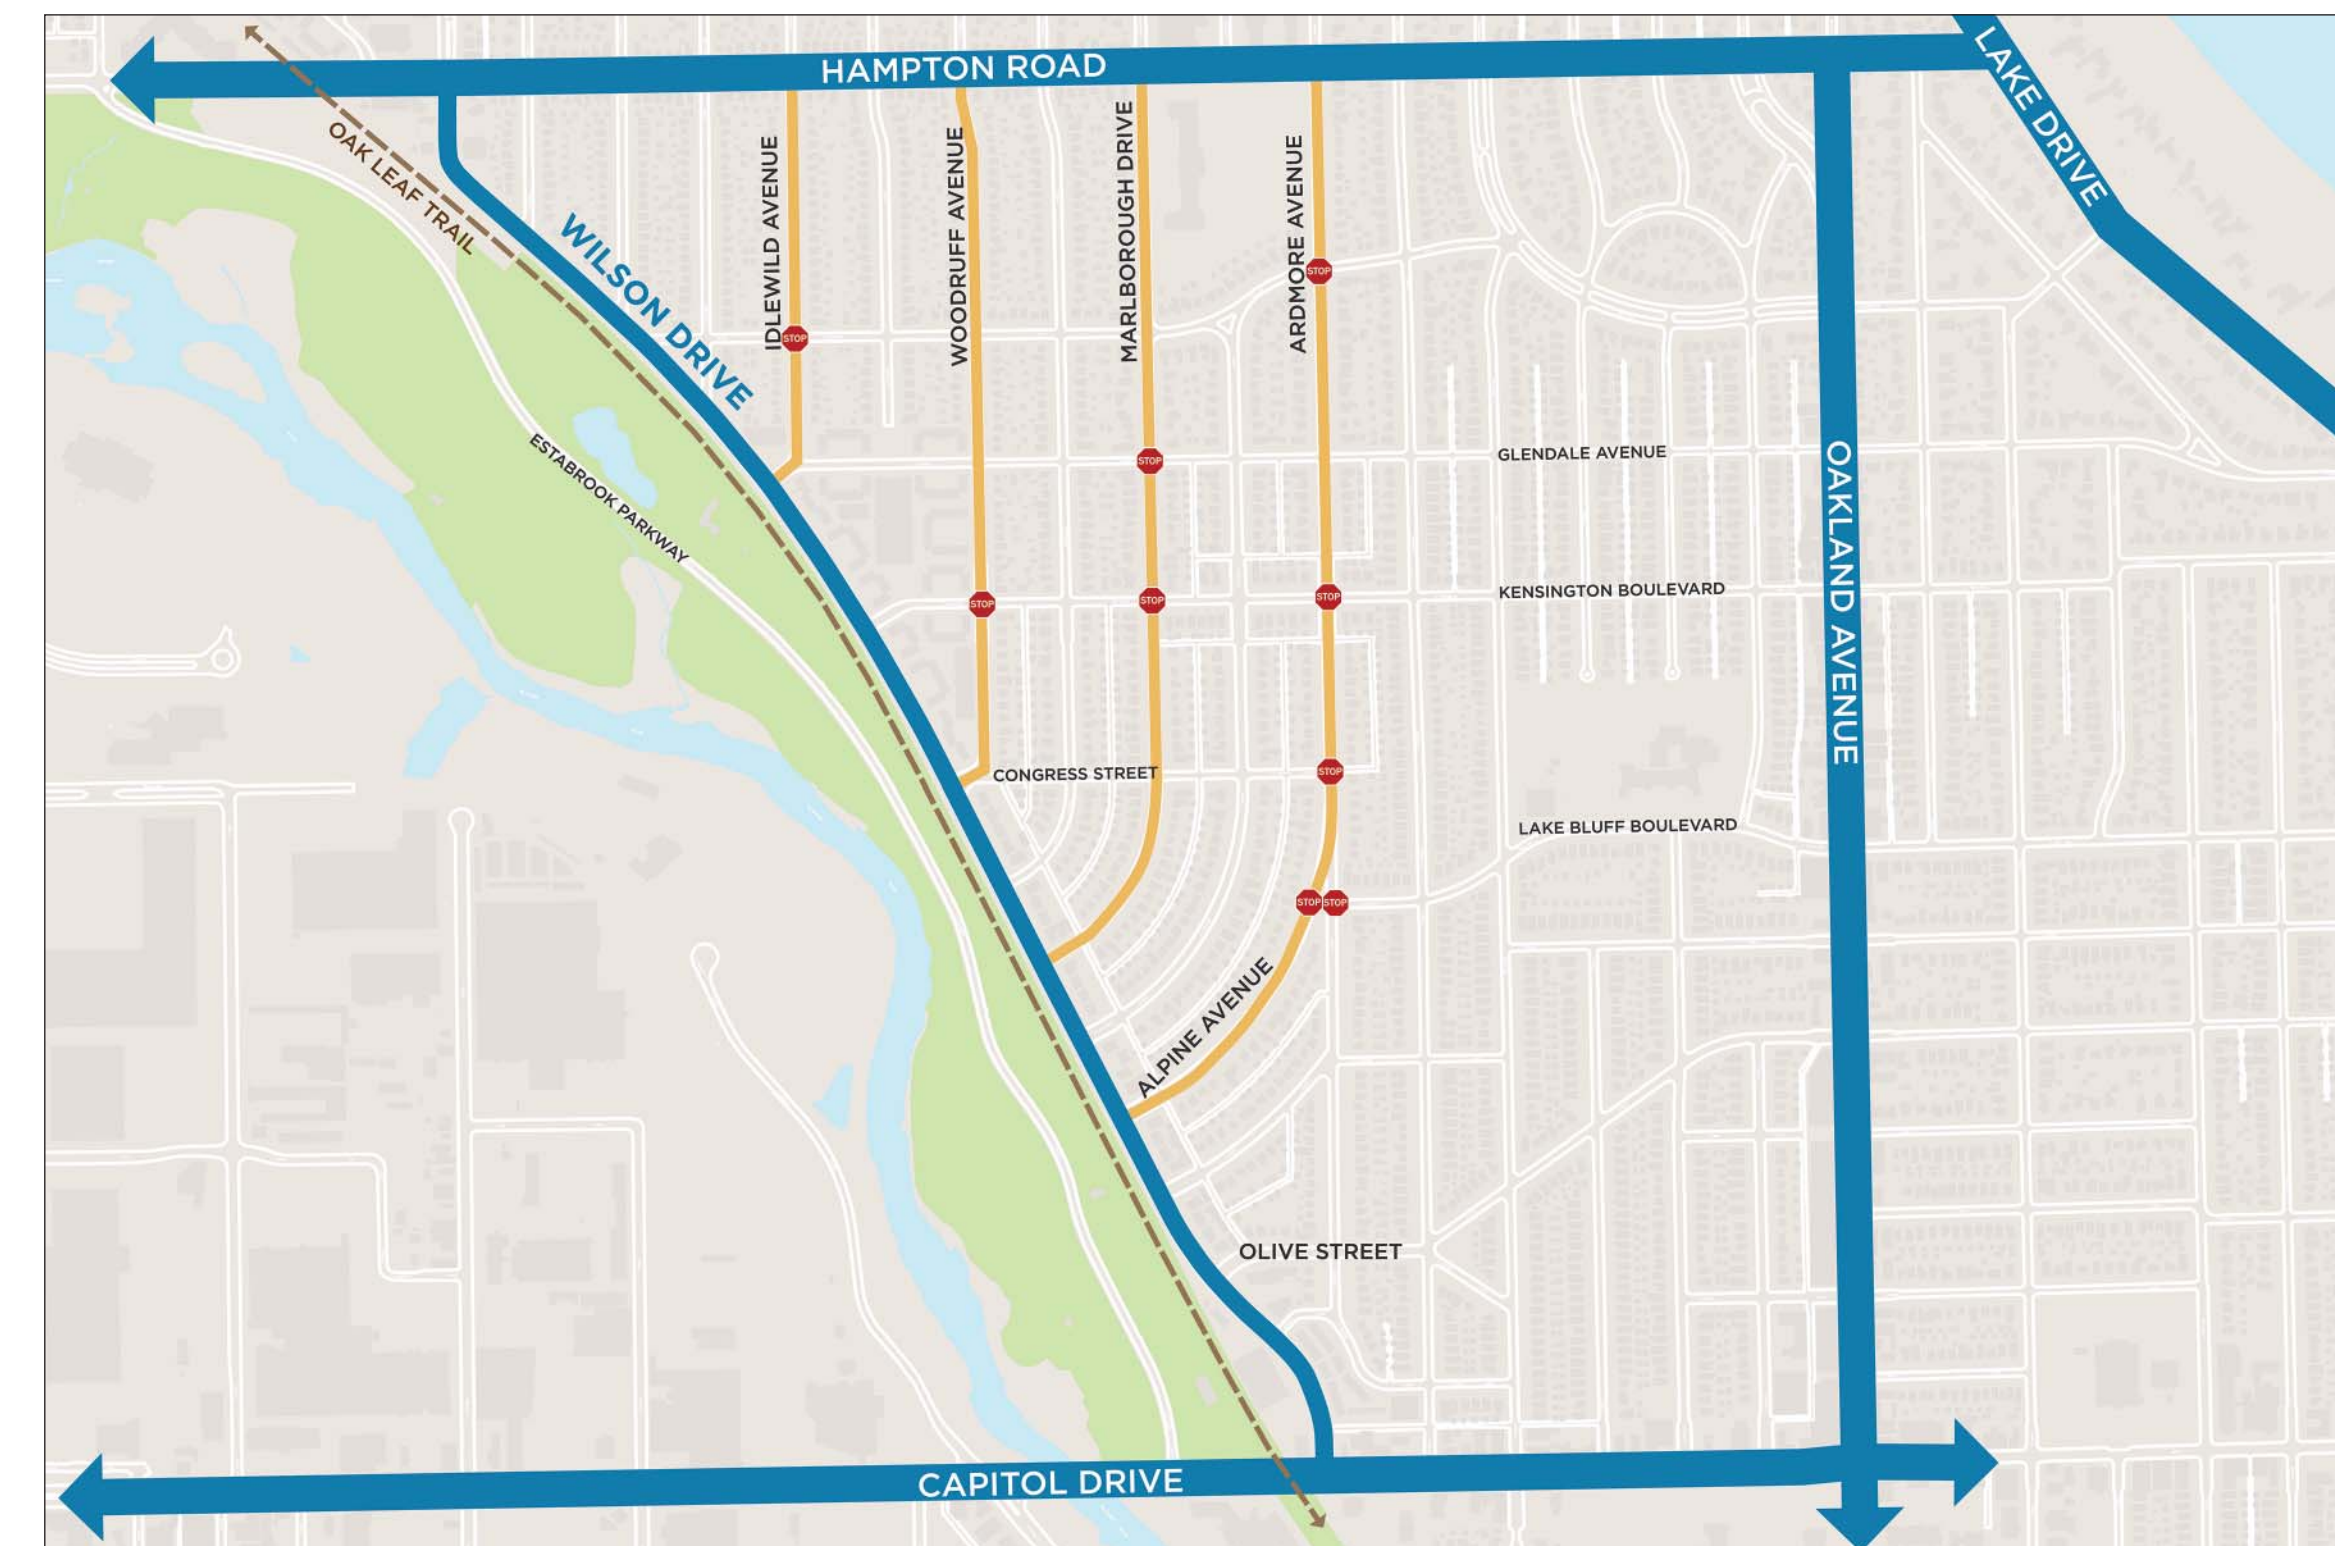 HAMPTON ROAD
LAKE DRIVE
OAK LEAF TRAIL
WILSON DRIVE
IDLEWILD AVENUE
WOODRUFF AVENUE
MARLBOROUGH DRIVE
ARDMORE AVENUE
STOP
STOP
ESTABROOK PARKWAY
GLENDALE AVENUE
STOP
OAKLAND AVENUE
KENSINGTON BOULEVARD
STOP
STOP
STOP
CONGRESS STREET
STOP
LAKE BLUFF BOULEVARD
STOP STOP
ALPINE AVENUE
OLIVE STREET
CAPITOL DRIVE